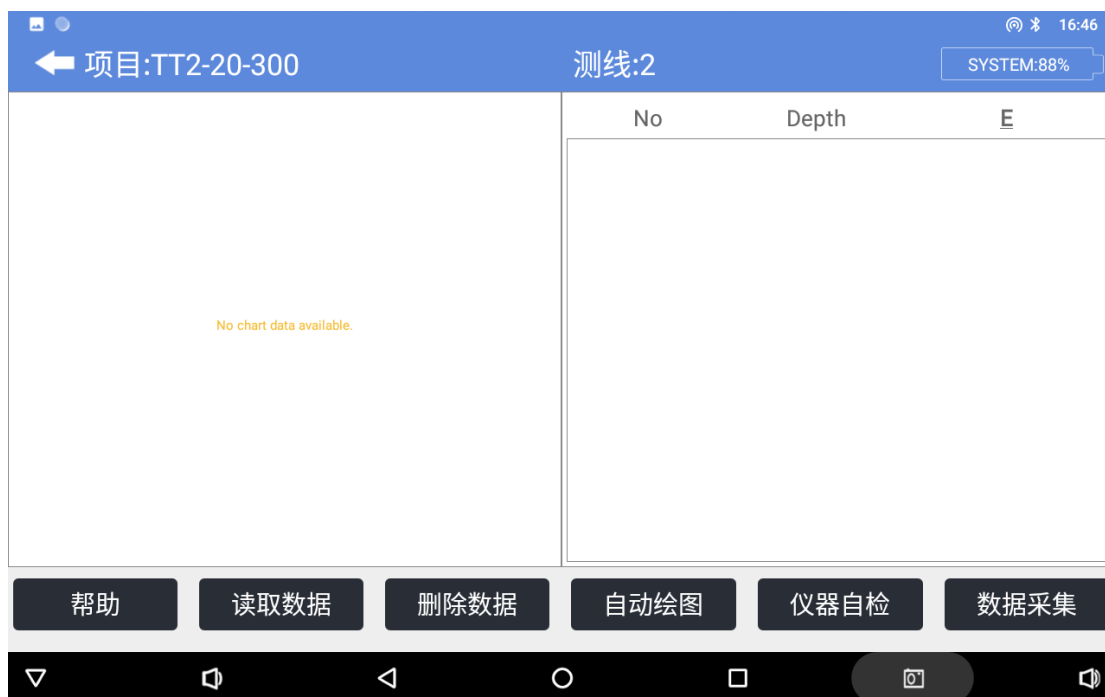 16:46
项目:TT2-20-300 测线:2 SYSTEM:88%
No Depth E
No chart data available.
帮助 读取数据 删除数据 自动绘图 仪器自检 数据采集